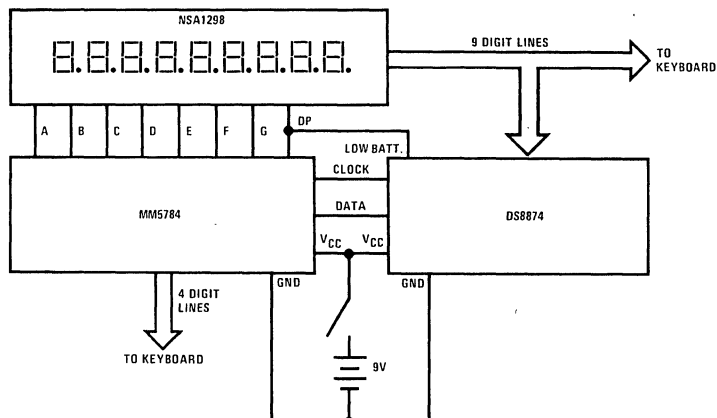 NSA1298
9 DIGIT LINES
TO
KEYBOARD
A B C D E F G
DP
LOW BATT.
CLOCK
DATA
MM5784
DS8874
VCC VCC
GND
GND
4 DIGIT
LINES
TO KEYBOARD
9V